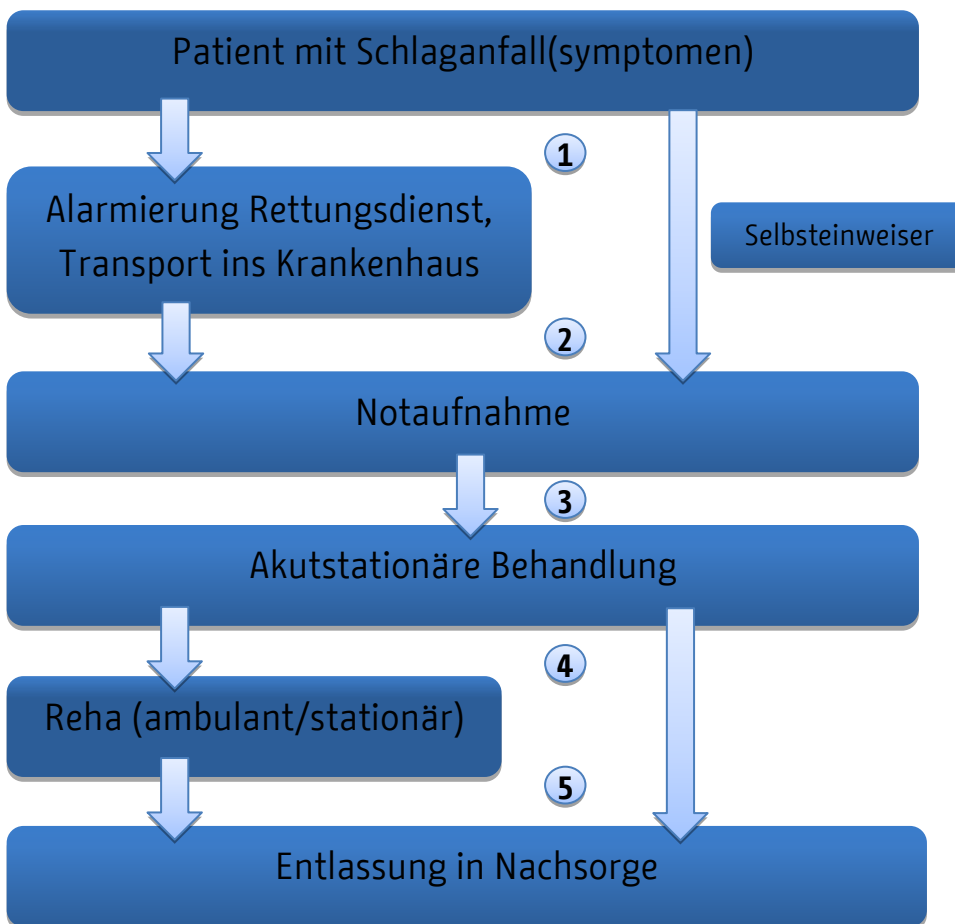 Patient mit Schlaganfall(symptomen)
1
Alarmierung Rettungsdienst,
Transport ins Krankenhaus
Selbsteinweiser
2
Notaufnahme
3
Akutstationäre Behandlung
4
Reha (ambulant/stationär)
5
Entlassung in Nachsorge